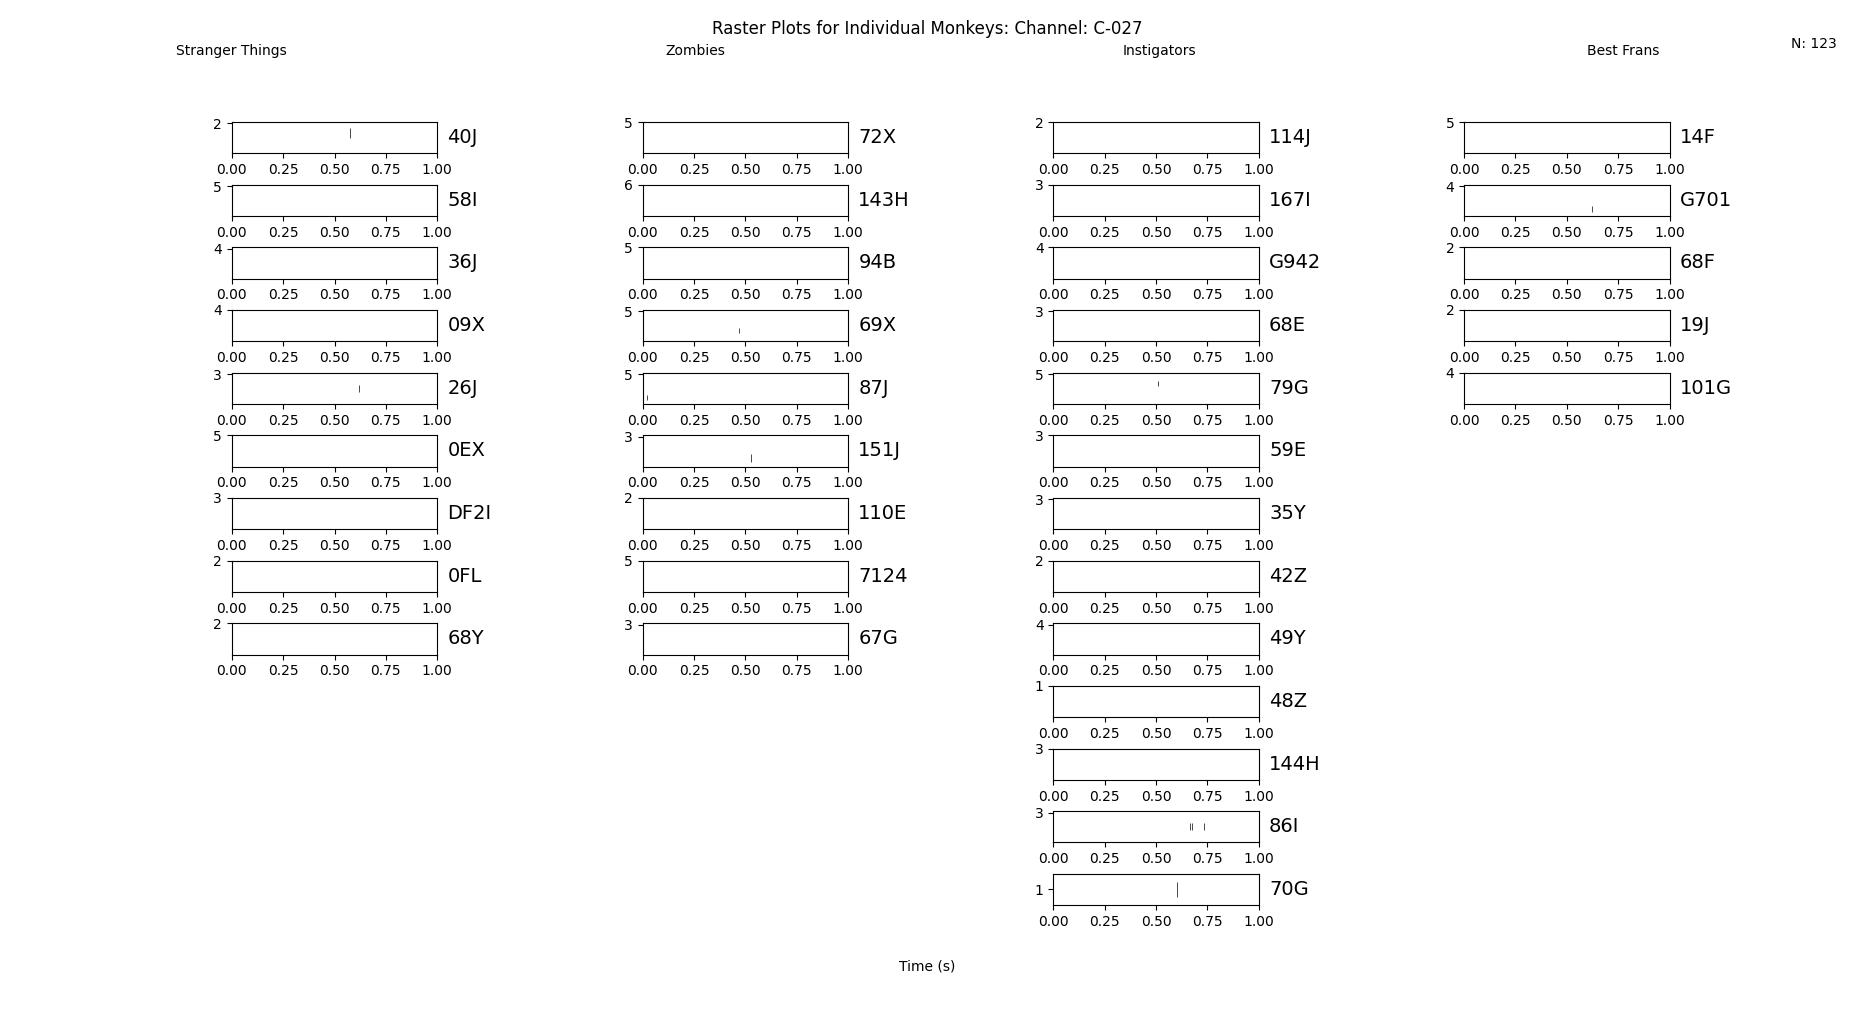 Raster Plots for Individual Monkeys: Channel: C-027
Stranger Things Zombies Instigators Best Frans N: 123
2 40J 5 72X 2 114J 5 14F
0.00 0.25 0.50 0.75 1.00 0.00 0.25 0.50 0.75 1.00 0.00 0.25 0.50 0.75 1.00 0.00 0.25 0.50 0.75 1.00
5 58I 6 143H 3 167I 4 G701
0.00 0.25 0.50 0.75 1.00 0.00 0.25 0.50 0.75 1.00 0.00 0.25 0.50 0.75 1.00 0.00 0.25 0.50 0.75 1.00
4 36J 5 94B 4 G942 2 68F
0.00 0.25 0.50 0.75 1.00 0.00 0.25 0.50 0.75 1.00 0.00 0.25 0.50 0.75 1.00 0.00 0.25 0.50 0.75 1.00
4 09X 5 69X 3 68E 2 19J
0.00 0.25 0.50 0.75 1.00 0.00 0.25 0.50 0.75 1.00 0.00 0.25 0.50 0.75 1.00 0.00 0.25 0.50 0.75 1.00
3 26J 5 87J 5 79G 4 101G
0.00 0.25 0.50 0.75 1.00 0.00 0.25 0.50 0.75 1.00 0.00 0.25 0.50 0.75 1.00 0.00 0.25 0.50 0.75 1.00
5 0EX 3 151J 3 59E
0.00 0.25 0.50 0.75 1.00 0.00 0.25 0.50 0.75 1.00 0.00 0.25 0.50 0.75 1.00
3 DF2I 2 110E 3 35Y
0.00 0.25 0.50 0.75 1.00 0.00 0.25 0.50 0.75 1.00 0.00 0.25 0.50 0.75 1.00
2 0FL 5 7124 2 42Z
0.00 0.25 0.50 0.75 1.00 0.00 0.25 0.50 0.75 1.00 0.00 0.25 0.50 0.75 1.00
2 68Y 3 67G 4 49Y
0.00 0.25 0.50 0.75 1.00 0.00 0.25 0.50 0.75 1.00 0.00 0.25 0.50 0.75 1.00
1 48Z
0.00 0.25 0.50 0.75 1.00
3 144H
0.00 0.25 0.50 0.75 1.00
3 86I
0.00 0.25 0.50 0.75 1.00
1 70G
0.00 0.25 0.50 0.75 1.00
Time (s)